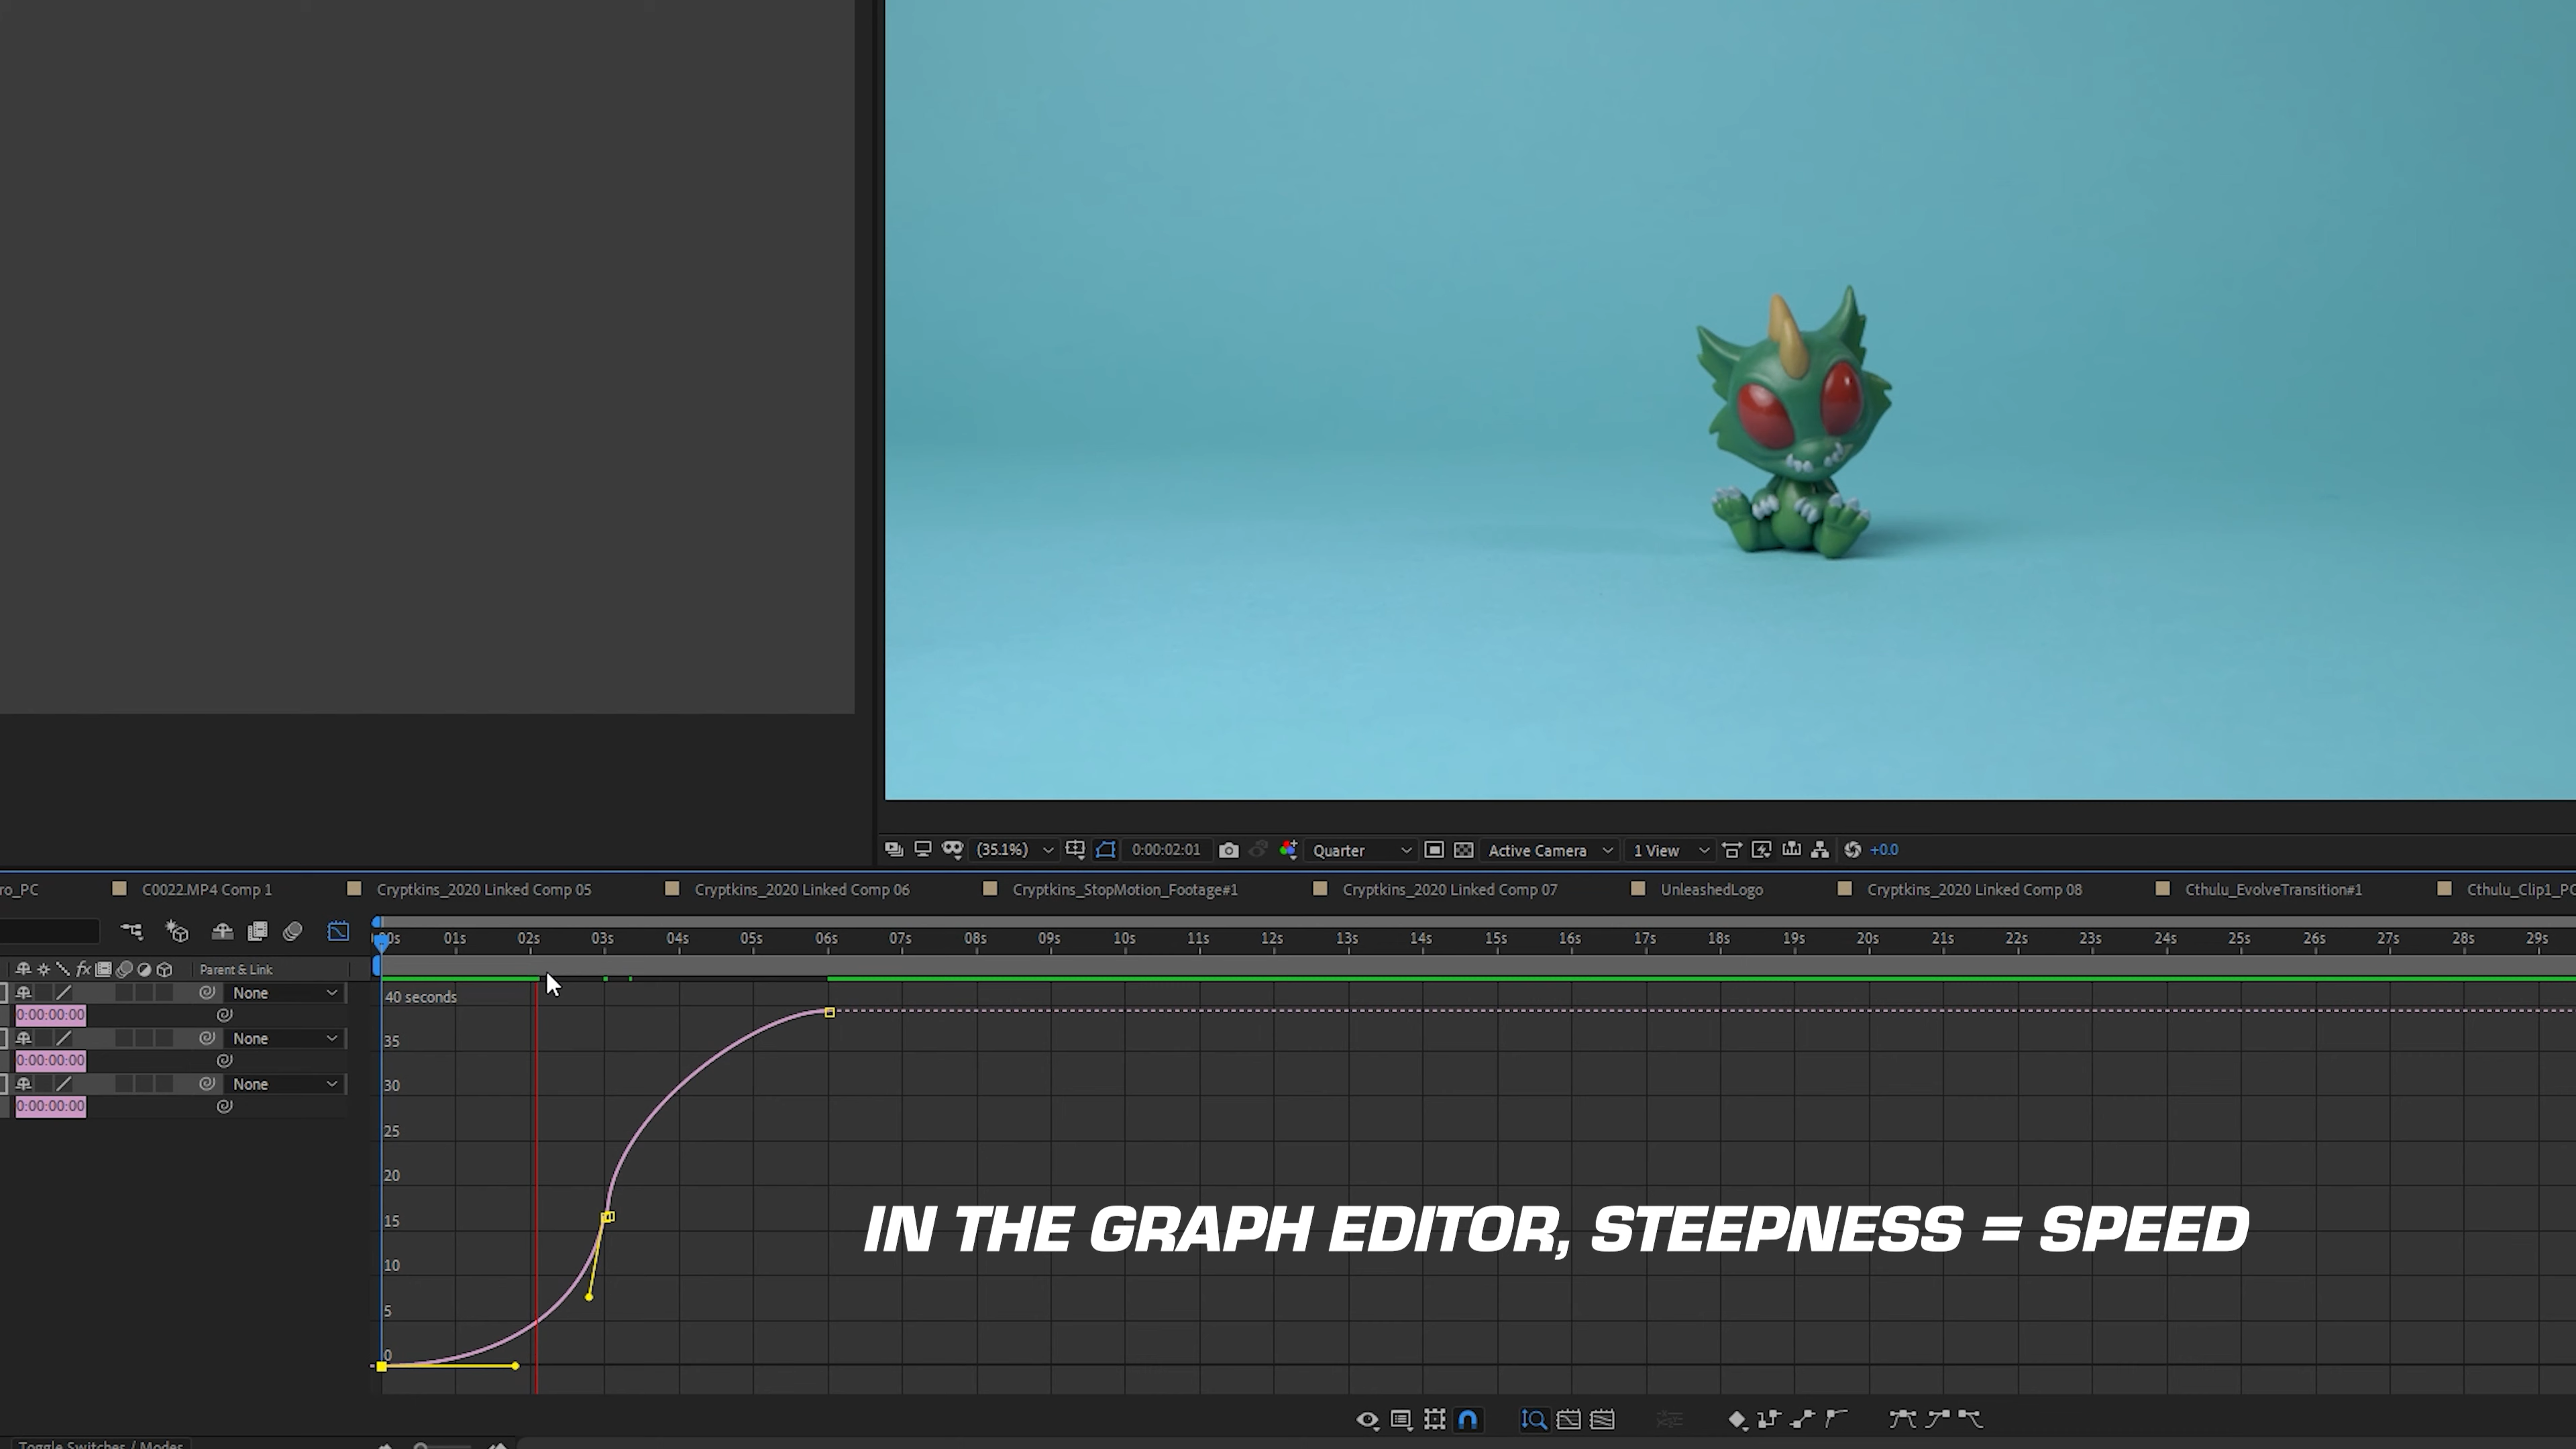 (35.1%) 0:00:02:01 Quarter Active Camera 1 View +0.0
ro_PC C0022.MP4 Comp 1 Cryptkins_2020 Linked Comp 05 Cryptkins_2020 Linked Comp 06 Cryptkins_StopMotion_Footage#1 Cryptkins_2020 Linked Comp 07 UnleashedLogo Cryptkins_2020 Linked Comp 08 Cthulu_EvolveTransition#1 Cthulu_Clip1_PC
00s 01s 02s 03s 04s 05s 06s 07s 08s 09s 10s 11s 12s 13s 14s 15s 16s 17s 18s 19s 20s 21s 22s 23s 24s 25s 26s 27s 28s 29s
fx Parent & Link
None
0:00:00:00
None
0:00:00:00
None
0:00:00:00
40 seconds
35
30
25
20
15
10
5
0
IN THE GRAPH EDITOR, STEEPNESS = SPEED
Toggle Switches / Modes